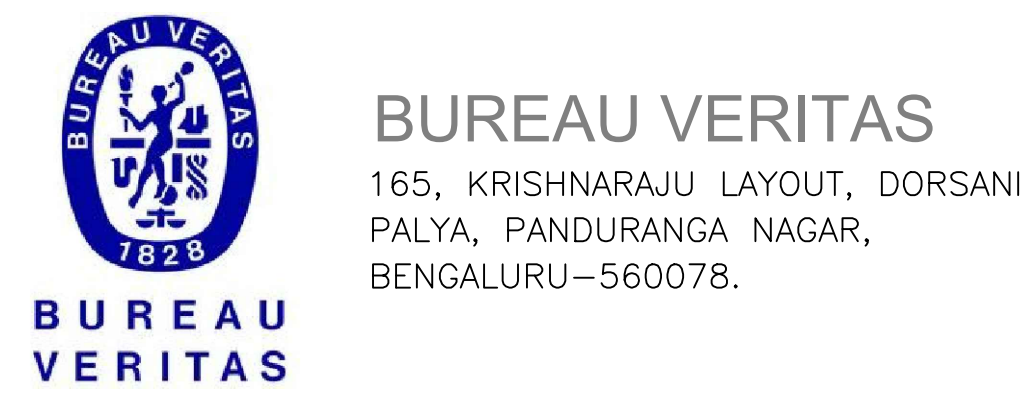 BUREAU VERITAS
1828
BUREAU
VERITAS
BUREAU VERITAS
165, KRISHNARAJU LAYOUT, DORSANI
PALYA, PANDURANGA NAGAR,
BENGALURU-560078.